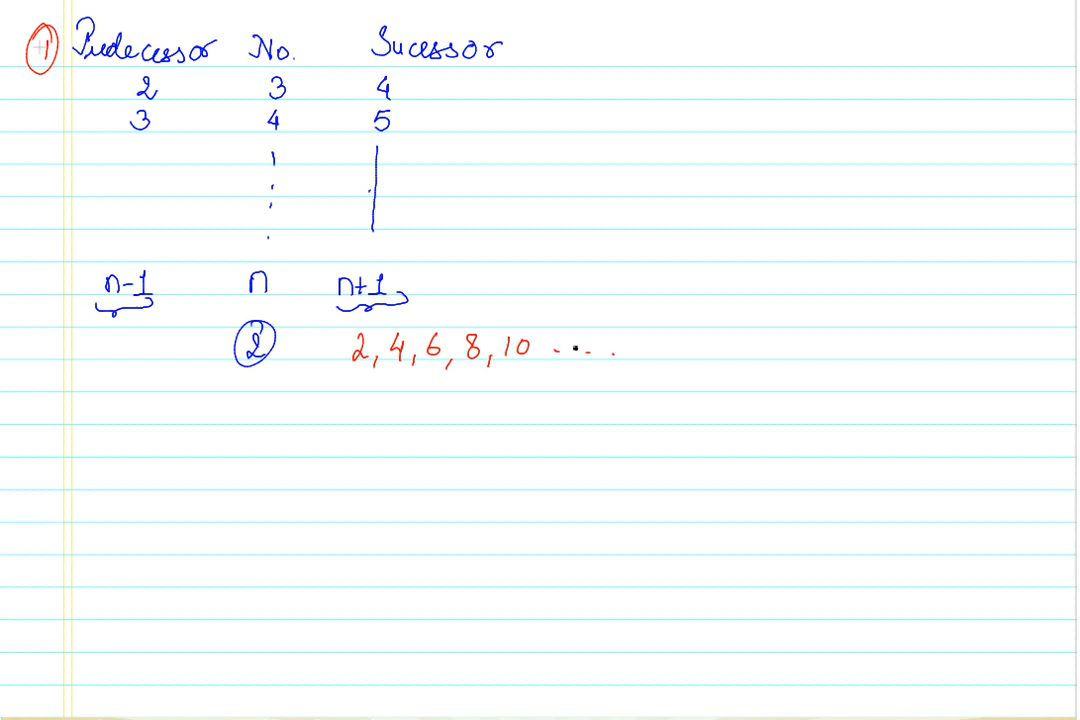 1 Predecessor No. Sucessor
2 3 4
3 4 5
n-1 n n+1
2 2, 4, 6, 8, 10 .....